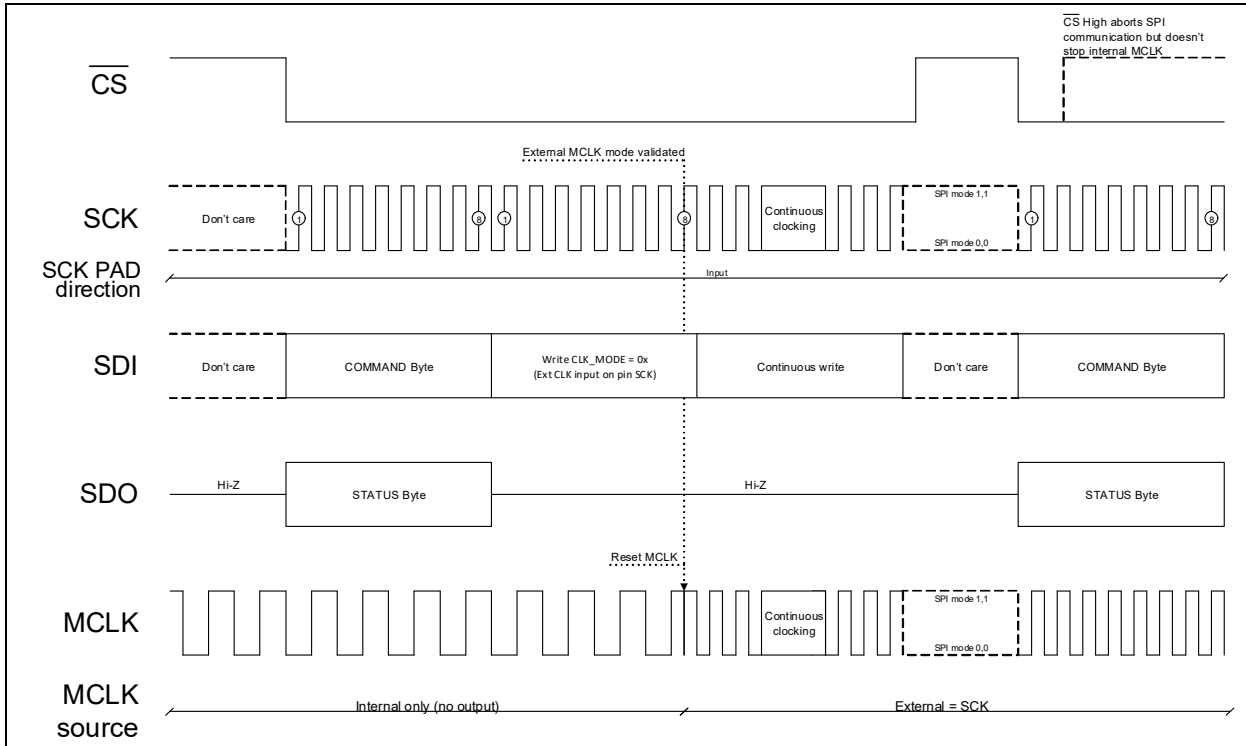 CS High aborts SPI
communication but doesn't
stop internal MCLK
CS
External MCLK mode validated
SCK
Don't care
1
8
1
8
Continuous
clocking
SPI mode 1,1
SPI mode 0,0
1
8
SCK PAD
direction
Input
SDI
Don't care
COMMAND Byte
Write CLK_MODE = 0x
(Ext CLK input on pin SCK)
Continuous write
Don't care
COMMAND Byte
SDO
Hi-Z
STATUS Byte
Hi-Z
STATUS Byte
Reset MCLK
MCLK
Continuous
clocking
SPI mode 1,1
SPI mode 0,0
MCLK
source
Internal only (no output)
External = SCK